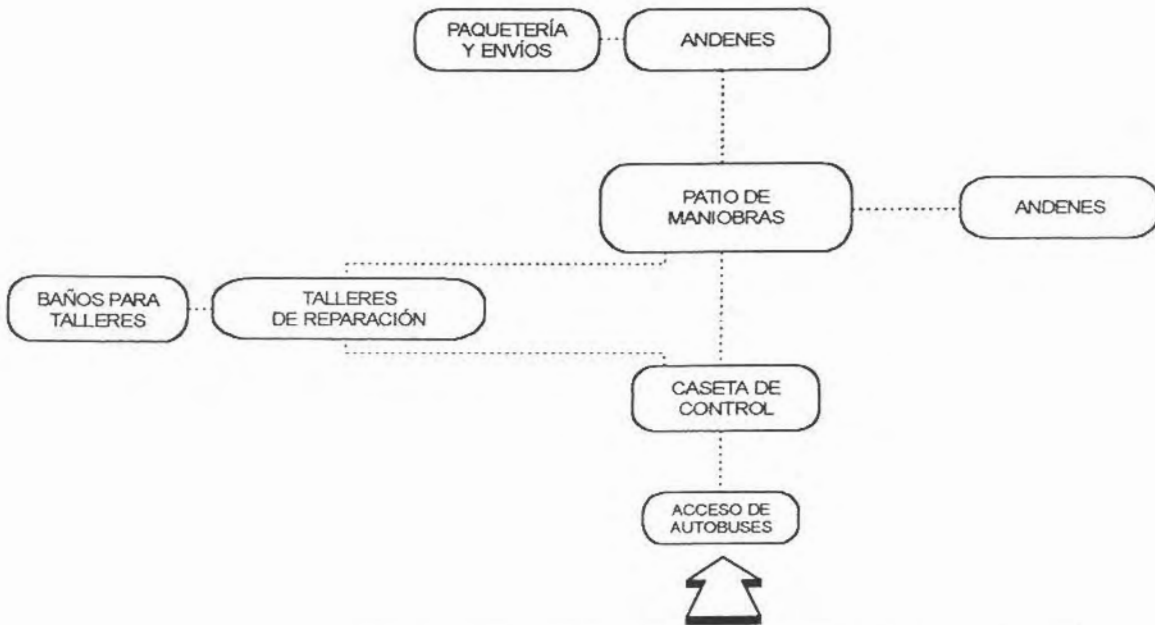 PAQUETERÍA
Y ENVÍOS
ANDENES
PATIO DE
MANIOBRAS
ANDENES
BAÑOS PARA
TALLERES
TALLERES
DE REPARACIÓN
CASETA DE
CONTROL
ACCESO DE
AUTOBUSES